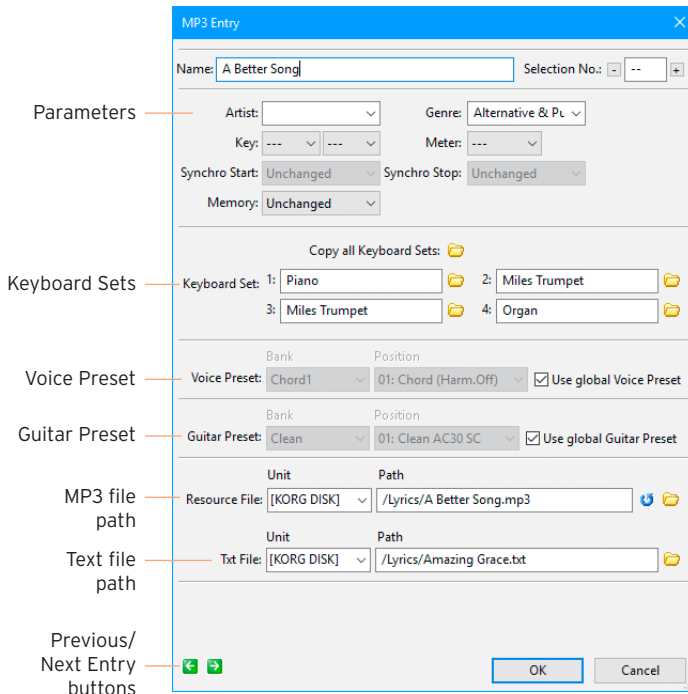 MP3 Entry
Name: A Better Song Selection No.: - -- +
Parameters
Artist: Genre: Alternative & Pu
Key: --- --- Meter: ---
Synchro Start: Unchanged Synchro Stop: Unchanged
Memory: Unchanged
Copy all Keyboard Sets:
Keyboard Sets
Keyboard Set: 1: Piano 2: Miles Trumpet
3: Miles Trumpet 4: Organ
Bank Position
Voice Preset
Voice Preset: Chord1 01: Chord (Harm.Off) Use global Voice Preset
Bank Position
Guitar Preset
Guitar Preset: Clean 01: Clean AC30 SC Use global Guitar Preset
Unit Path
MP3 file
path
Resource File: [KORG DISK] /Lyrics/A Better Song.mp3
Unit Path
Text file
path
Txt File: [KORG DISK] /Lyrics/Amazing Grace.txt
Previous/
Next Entry
buttons
OK Cancel